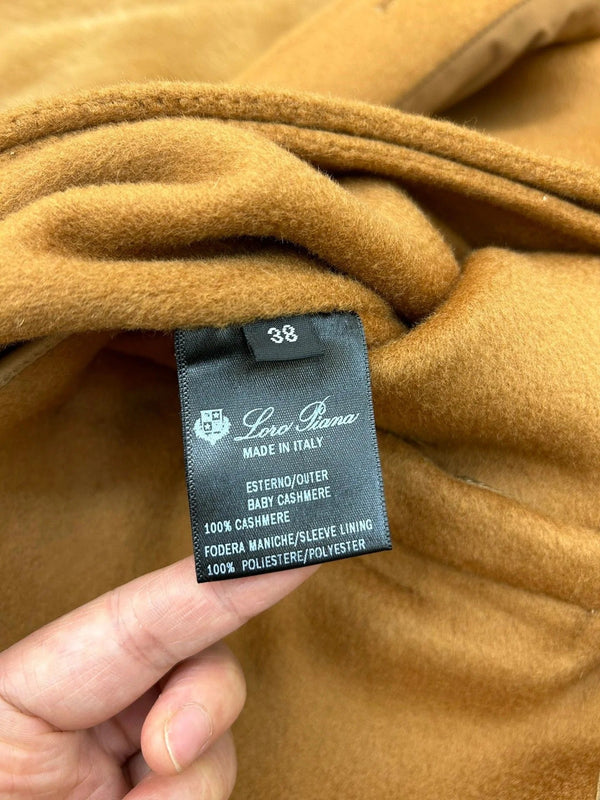 38
Loro Piana
MADE IN ITALY
ESTERNO/OUTER
BABY CASHMERE
100% CASHMERE
FODERA MANICHE/SLEEVE LINING
100% POLIESTERE/POLYESTER